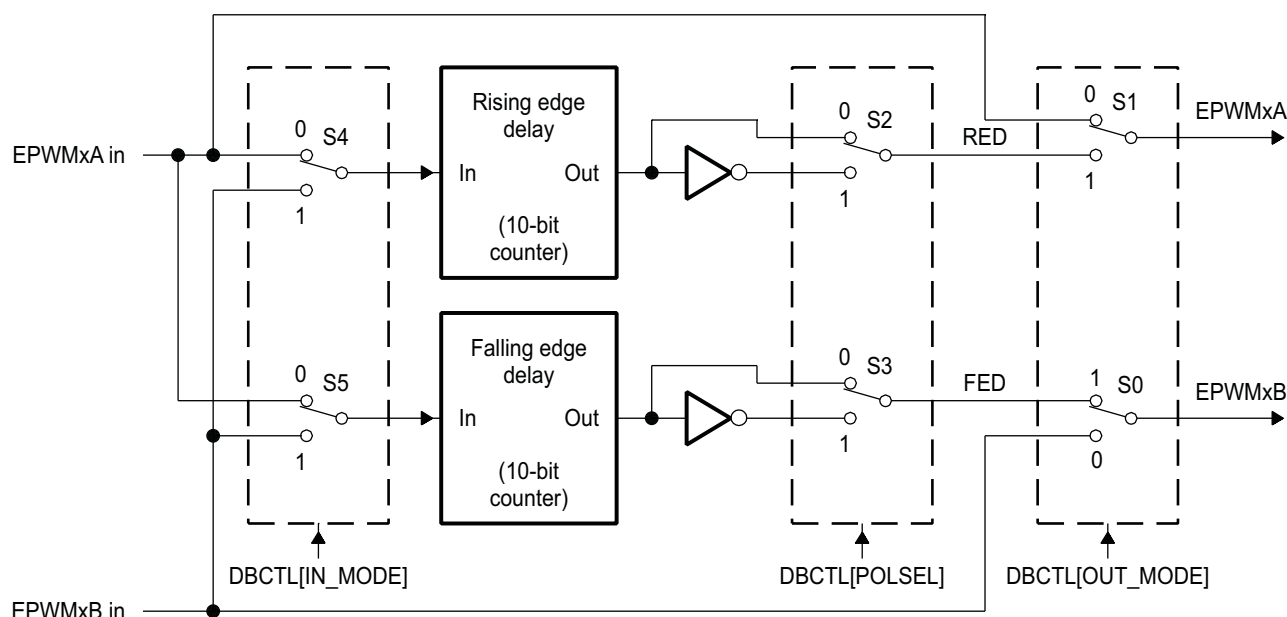 0
S1
EPWMxA
Rising edge
delay
0
S2
RED
0
S4
EPWMxA in
In
Out
1
1
1
(10-bit
counter)
Falling edge
delay
0
S3
FED
1
S0
EPWMxB
0
S5
In
Out
1
1
0
(10-bit
counter)
DBCTL[IN_MODE]
DBCTL[POLSEL]
DBCTL[OUT_MODE]
EPWMxB in